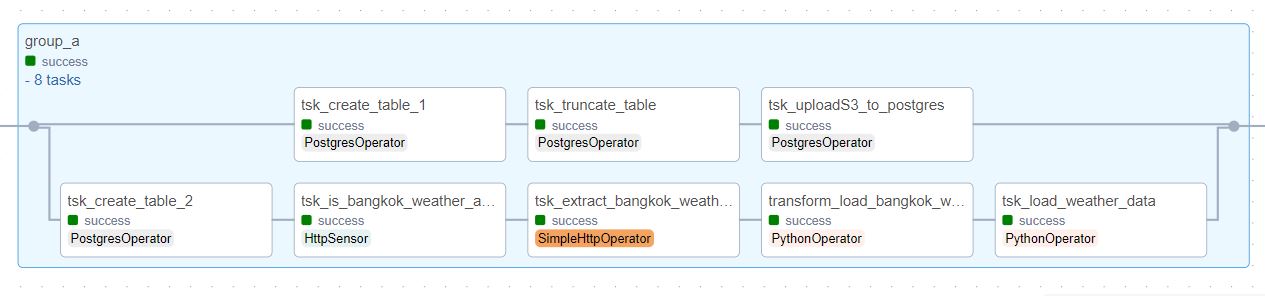 group_a
success
- 8 tasks
tsk_create_table_1
success
PostgresOperator
tsk_truncate_table
success
PostgresOperator
tsk_uploadS3_to_postgres
success
PostgresOperator
tsk_create_table_2
success
PostgresOperator
tsk_is_bangkok_weather_a...
success
HttpSensor
tsk_extract_bangkok_weath...
success
SimpleHttpOperator
transform_load_bangkok_w...
success
PythonOperator
tsk_load_weather_data
success
PythonOperator